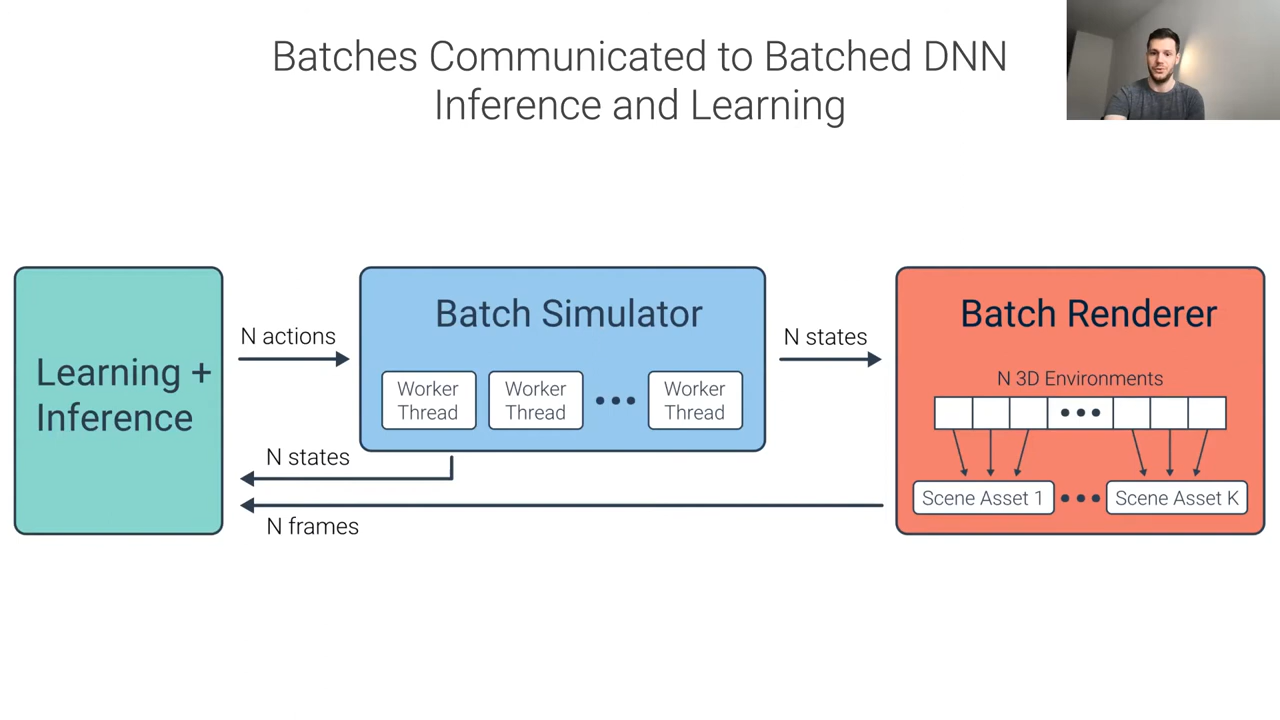 Batches Communicated to Batched DNN
Inference and Learning
Learning +
Inference
N actions
Batch Simulator
Worker
Thread
Worker
Thread
Worker
Thread
N states
N states
N frames
Batch Renderer
N 3D Environments
Scene Asset 1
Scene Asset K